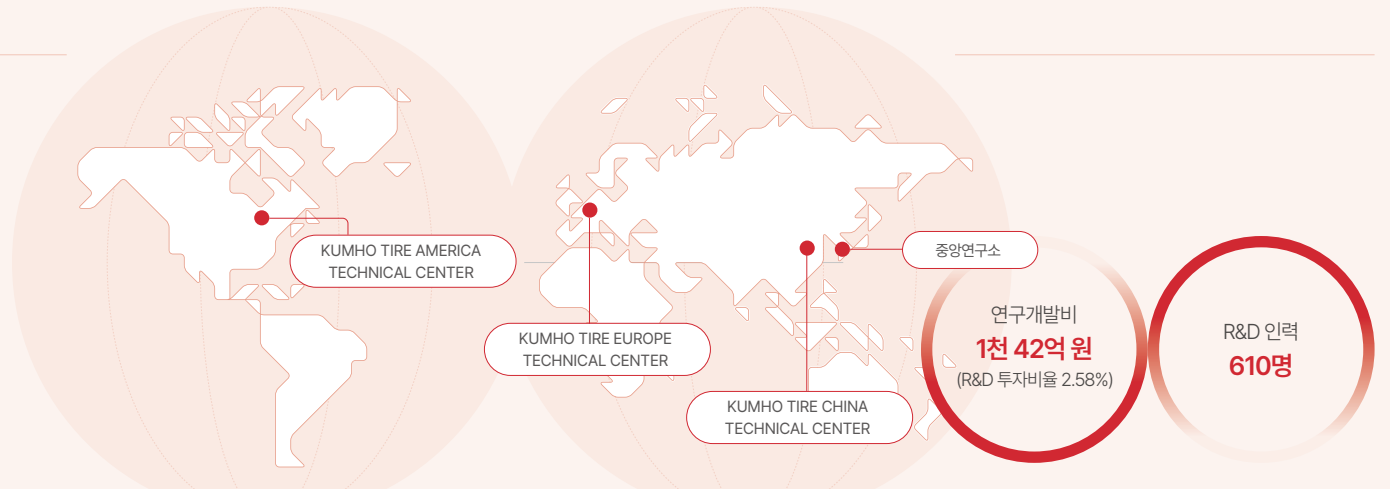 KUMHO TIRE AMERICA
TECHNICAL CENTER
KUMHO TIRE EUROPE
TECHNICAL CENTER
KUMHO TIRE CHINA
TECHNICAL CENTER
중앙연구소
연구개발비
1천 42억 원
(R&D 투자비율 2.58%)
R&D 인력
610명